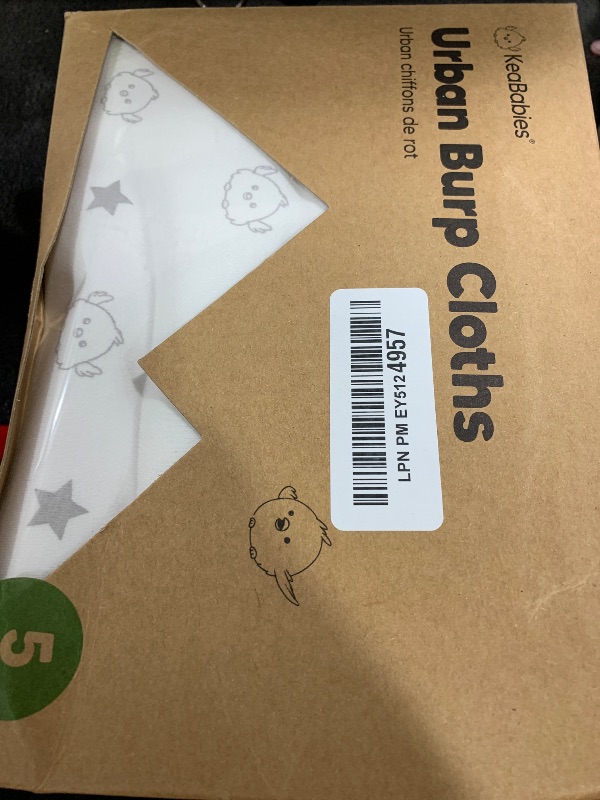 KeaBabies®
Urban Burp Cloths
Urban chiffons de rot
LPN PM EY5124957
5